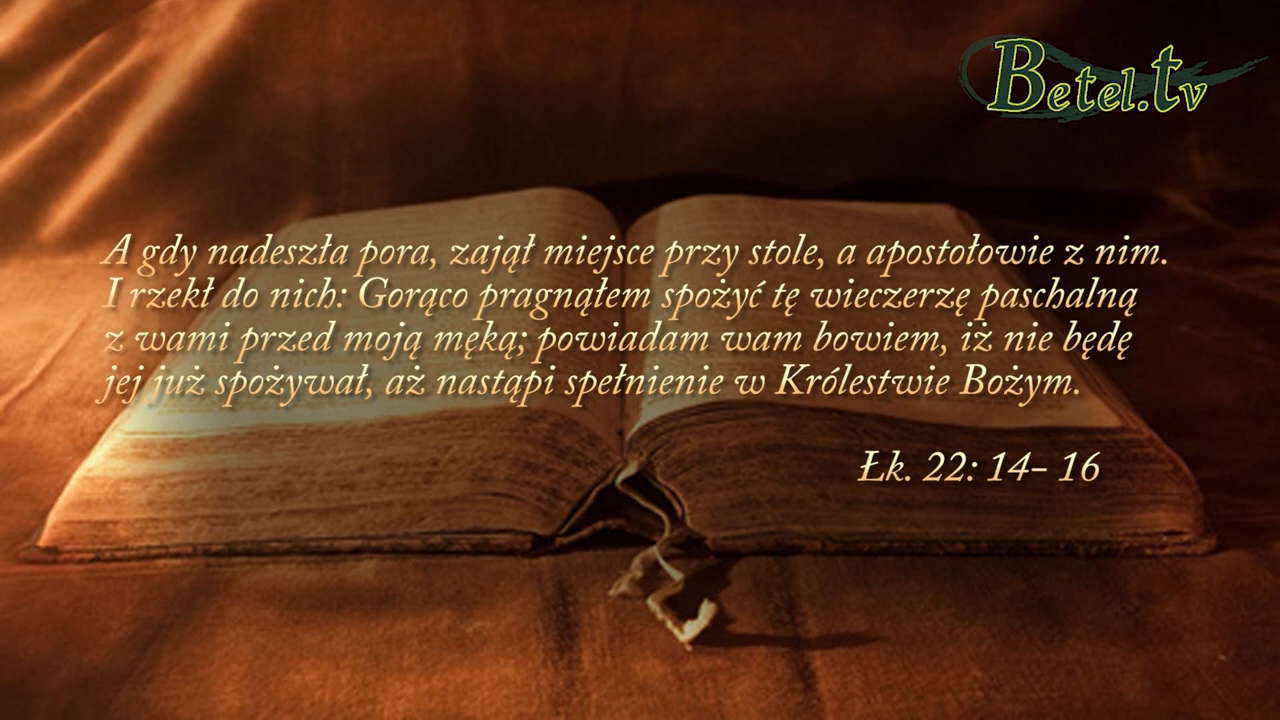 Betel.tv
A gdy nadeszła pora, zajął miejsce przy stole, a apostołowie z nim.
I rzekł do nich: Gorąco pragnąłem spożyć tę wieczerzę paschalną
z wami przed moją męką; powiadam wam bowiem, iż nie będę
jej już spożywał, aż nastąpi spełnienie w Królestwie Bożym.
Łk. 22: 14– 16